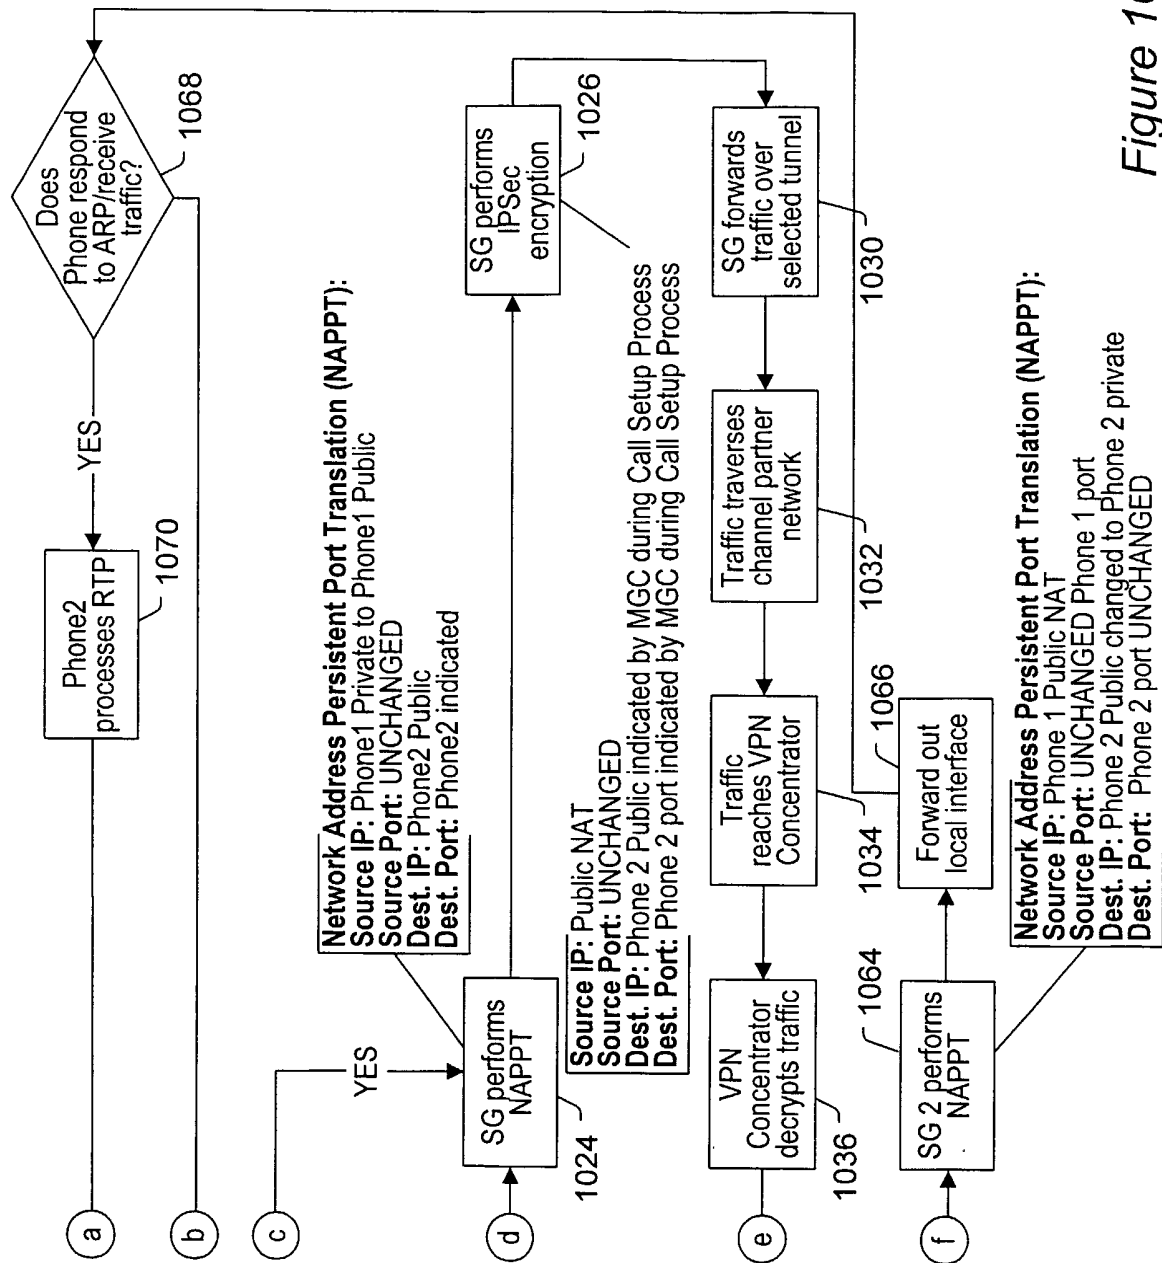 Does
Phone respond
to ARP/receive
traffic?
1068
YES
Phone2
processes RTP
1070
a
b
c
YES
Network Address Persistent Port Translation (NAPPT):
Source IP: Phone1 Private to Phone1 Public
Source Port: UNCHANGED
Dest IP: Phone2 Public
Dest Port: Phone2 indicated
d
SG performs
NAPPT
1024
SG performs
IPSec
encryption
1026
Source IP: Public NAT
Source Port: UNCHANGED
Dest. IP: Phone 2 Public indicated by MGC during Call Setup Process
Dest. Port: Phone 2 port indicated by MGC during Call Setup Process
SG forwards
traffic over
selected tunnel
1030
Traffic traverses
channel partner
network
1032
Traffic
reaches VPN
Concentrator
1034
VPN
Concentrator
decrypts traffic
1036
e
f
SG 2 performs
NAPPT
1064
Forward out
local interface
1066
Network Address Persistent Port Translation (NAPPT):
Source IP: Phone 1 Public NAT
Source Port: UNCHANGED Phone 1 port
Dest. IP: Phone 2 Public changed to Phone 2 private
Dest. Port: Phone 2 port UNCHANGED
Figure